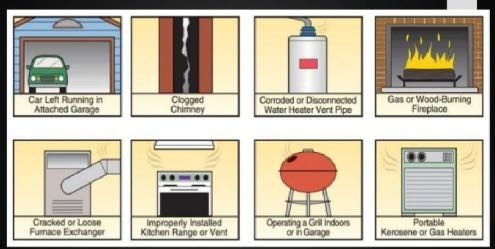 Car Left Running in
Attached Garage
Clogged
Chimney
Corroded or Disconnected
Water Heater Vent Pipe
Gas or Wood-Burning
Fireplace
Cracked or Loose
Furnace Exchanger
Improperly Installed
Kitchen Range or Vent
Operating a Grill Indoors
or in Garage
Portable
Kerosene or Gas Heaters